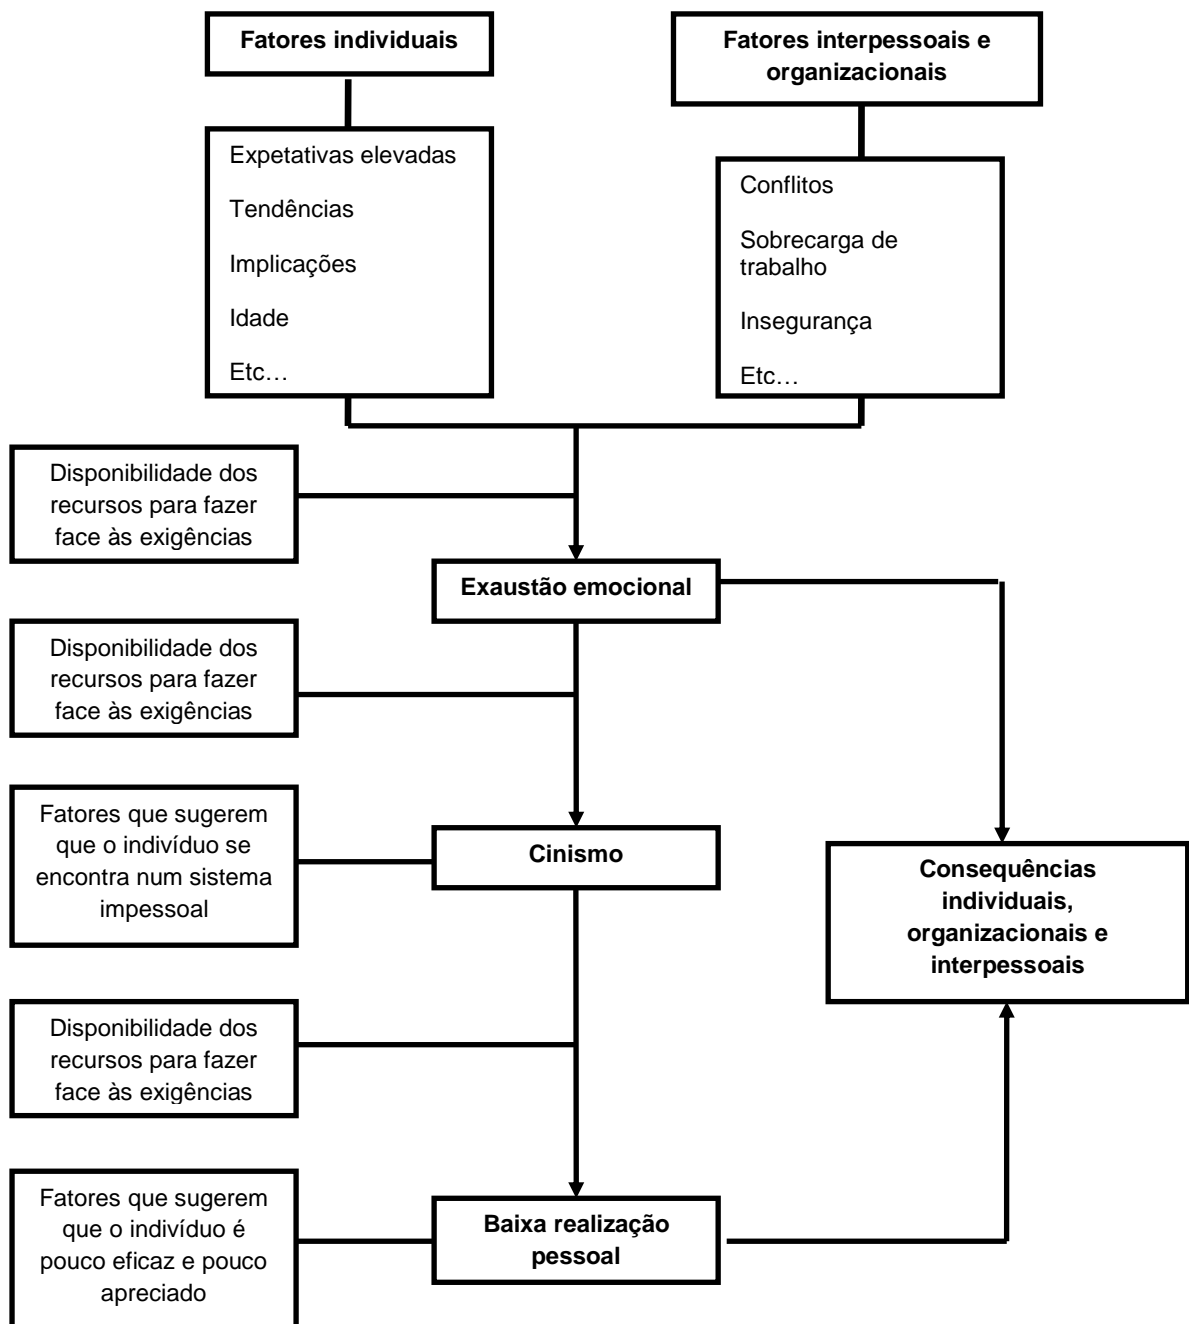 Fatores individuais
Fatores interpessoais e
organizacionais
Expetativas elevadas
Tendências
Implicações
Idade
Etc…
Conflitos
Sobrecarga de
trabalho
Insegurança
Etc…
Disponibilidade dos
recursos para fazer
face às exigências
Exaustão emocional
Disponibilidade dos
recursos para fazer
face às exigências
Fatores que sugerem
que o indivíduo se
encontra num sistema
impessoal
Cinismo
Consequências
individuais,
organizacionais e
interpessoais
Disponibilidade dos
recursos para fazer
face às exigências
Fatores que sugerem
que o indivíduo é
pouco eficaz e pouco
apreciado
Baixa realização
pessoal